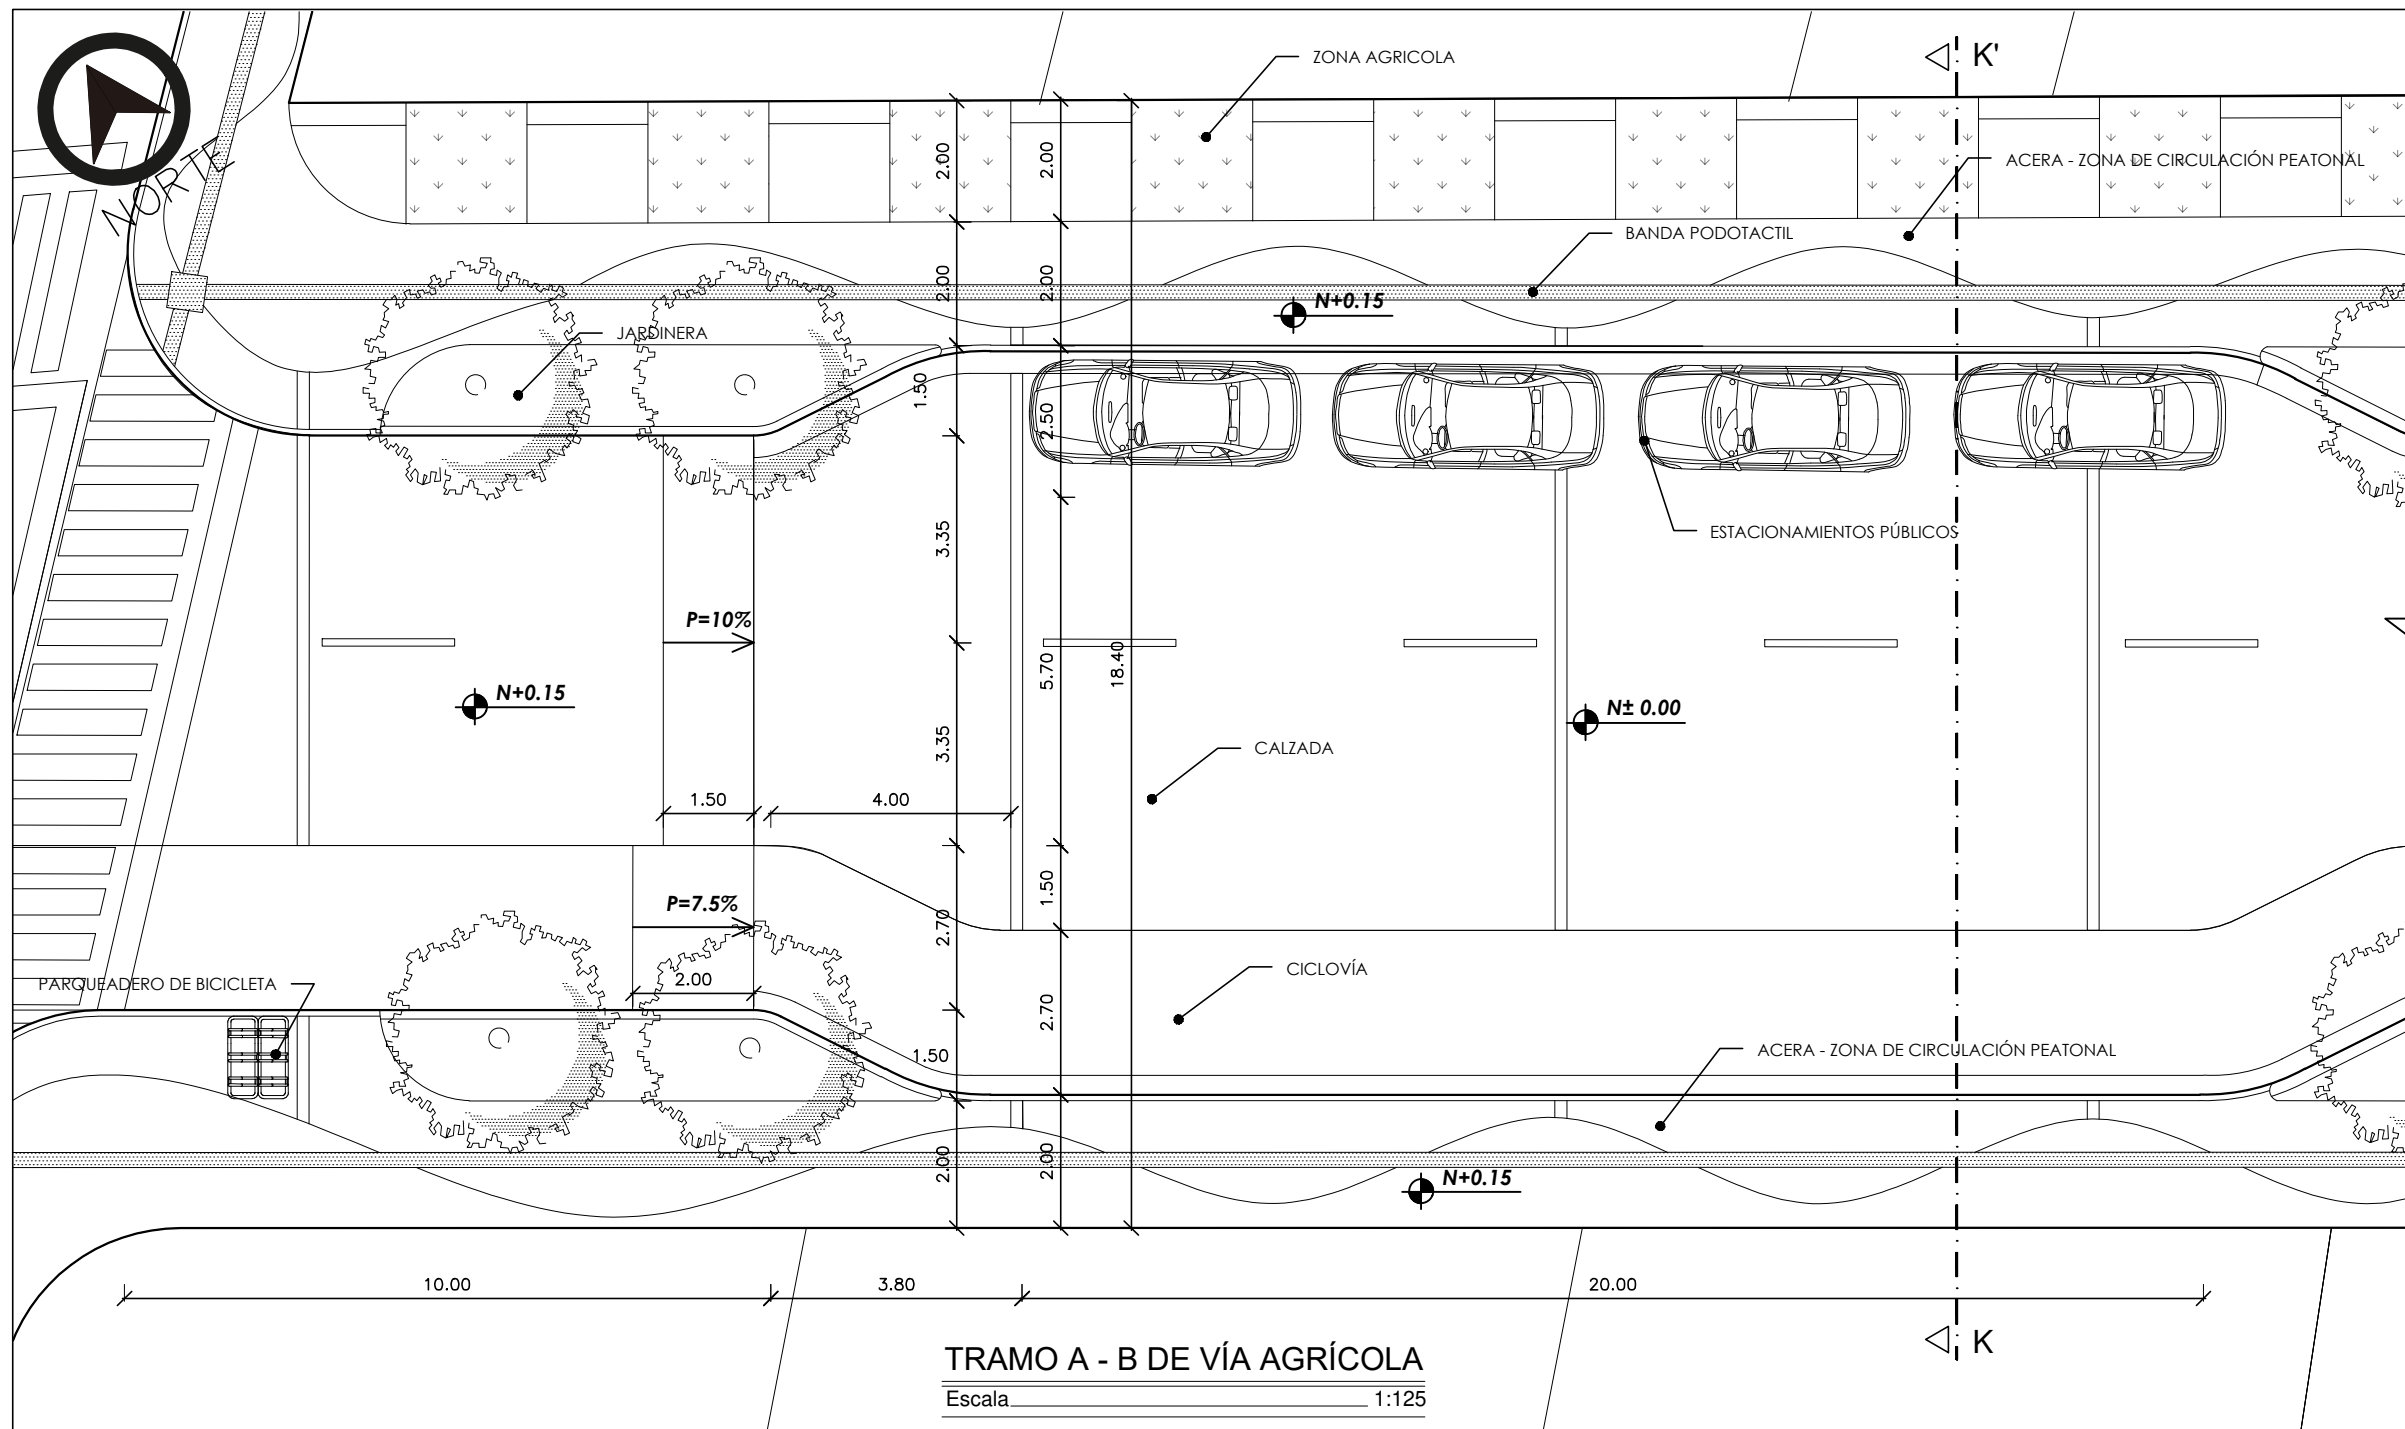 K'
ZONA AGRICOLA
ACERA - ZONA DE CIRCULACIÓN PEATONAL
NORTE
2.00
2.00
BANDA PODOTACTIL
2.00
2.00
N+0.15
JARDINERA
1.50
2.50
ESTACIONAMIENTOS PÚBLICOS
3.35
P=10%
5.70
18.40
N+0.15
N± 0.00
3.35
CALZADA
1.50
4.00
1.50
P=7.5%
2.70
CICLOVÍA
PARQUEADERO DE BICICLETA
2.00
2.70
1.50
ACERA - ZONA DE CIRCULACIÓN PEATONAL
2.00
2.00
N+0.15
10.00
3.80
20.00
K
TRAMO A - B DE VÍA AGRÍCOLA
Escala 1:125